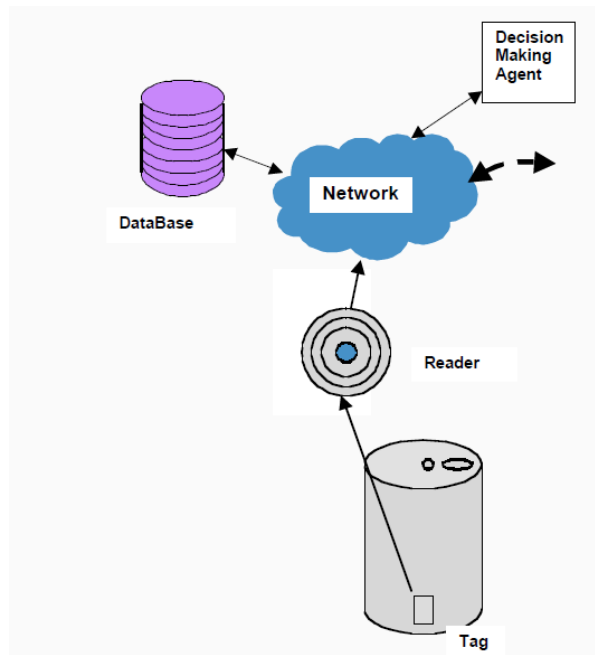 Decision
Making
Agent
Network
DataBase
Reader
Tag